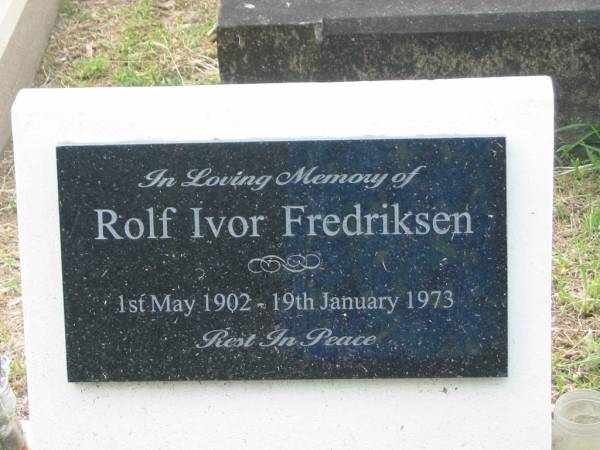 In Loving Memory of
Rolf Ivor Fredriksen
1st May 1902 - 19th January 1973
Rest In Peace